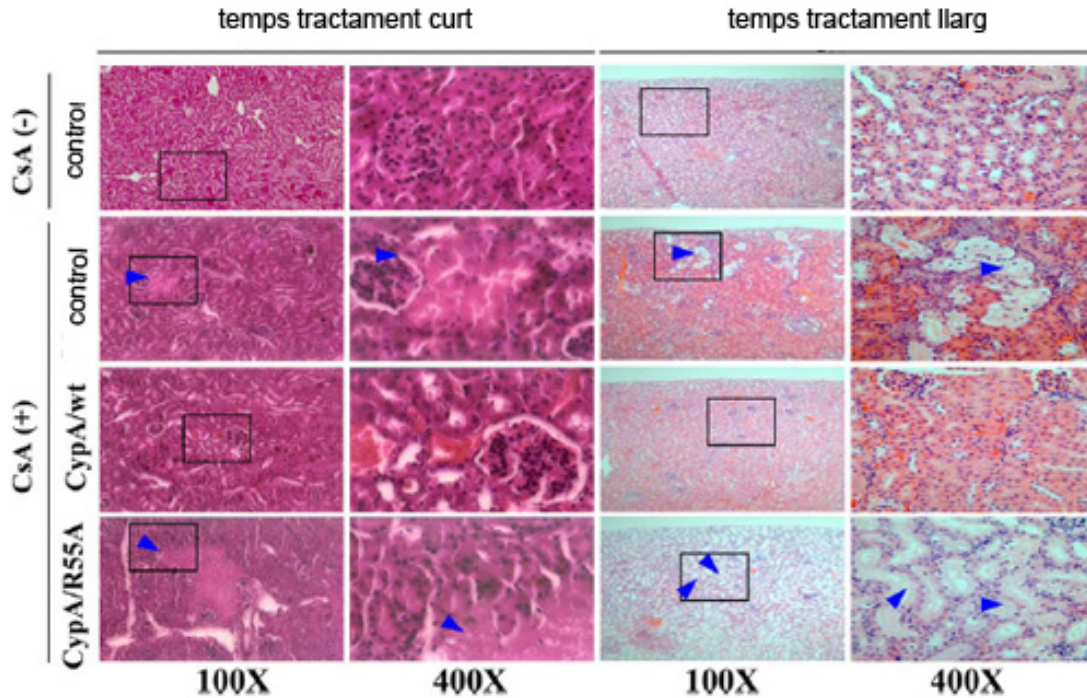 temps tractament curt
temps tractament llarg
CsA (-)
control
CsA (+)
control
CypA/wt
CypA/R55A
100X
400X
100X
400X